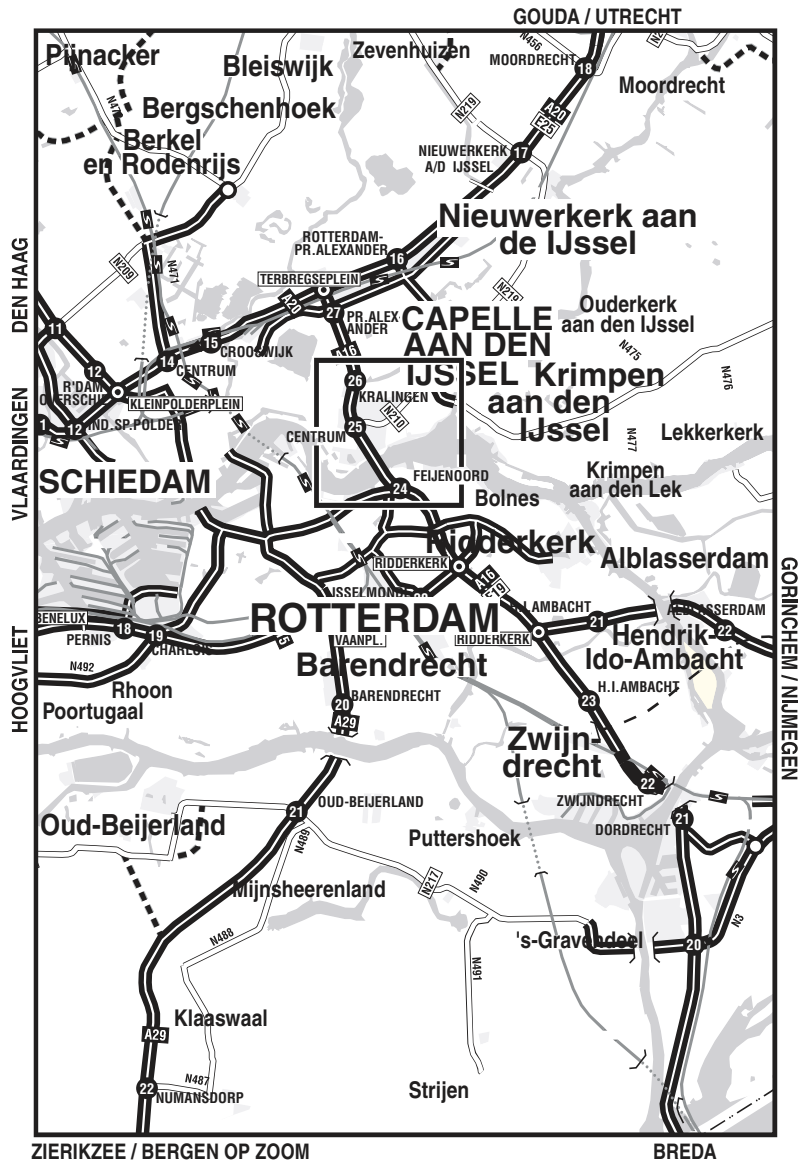 GOUDA / UTRECHT
Pijnacker
Zevenhuizen
N456
MOORDRECHT
18
Bleiswijk
Moordrecht
Bergschenhoek
N219
A20
E25
Berkel
en Rodenrijs
NIEUWERKERK
A/D IJSSEL
17
Nieuwerkerk aan
de IJssel
ROTTERDAM-
PR.ALEXANDER
16
DEN HAAG
N209
N471
TERBREGSEPLEIN
N219
A20
27
PR.ALEX
ANDER
CAPELLE
AAN DEN
IJSSEL
Ouderkerk
aan den IJssel
11
15
CROOSWIJK
14
CENTRUM
A16
N475
N476
12
R'DAM
OVERSCHIE
KLEINPOLDERPLEIN
26
KRALINGEN
N210
Krimpen
aan den
IJssel
VLAARDINGEN
12
IND.SP.POLDER
CENTRUM
25
N477
Lekkerkerk
SCHIEDAM
FEIJENOORD
24
Bolnes
Krimpen
aan den Lek
Ridderkerk
RIDDERKERK
Alblasserdam
A16
ROTTERDAM
H.I.AMBACHT
21
ALBLASSERDAM
22
BENELUX
18
PERNIS
19
CHARLOIS
VAANPL.
RIDDERKERK
Hendrik-
Ido-Ambacht
GORINCHEM / NIJMEGEN
HOOGVLIET
N492
Barendrecht
Rhoon
Poortugaal
20
BARENDRECHT
A29
23
H.I.AMBACHT
Zwijn-
drecht
22
ZWIJNDRECHT
21
OUD-BEIJERLAND
DORDRECHT
21
Oud-Beijerland
N489
Puttershoek
Mijnsheerenland
N217
N490
N3
N488
's-Gravendeel
20
N491
Klaaswaal
A29
N487
22
NUMANSDORP
Strijen
ZIERIKZEE / BERGEN OP ZOOM
BREDA